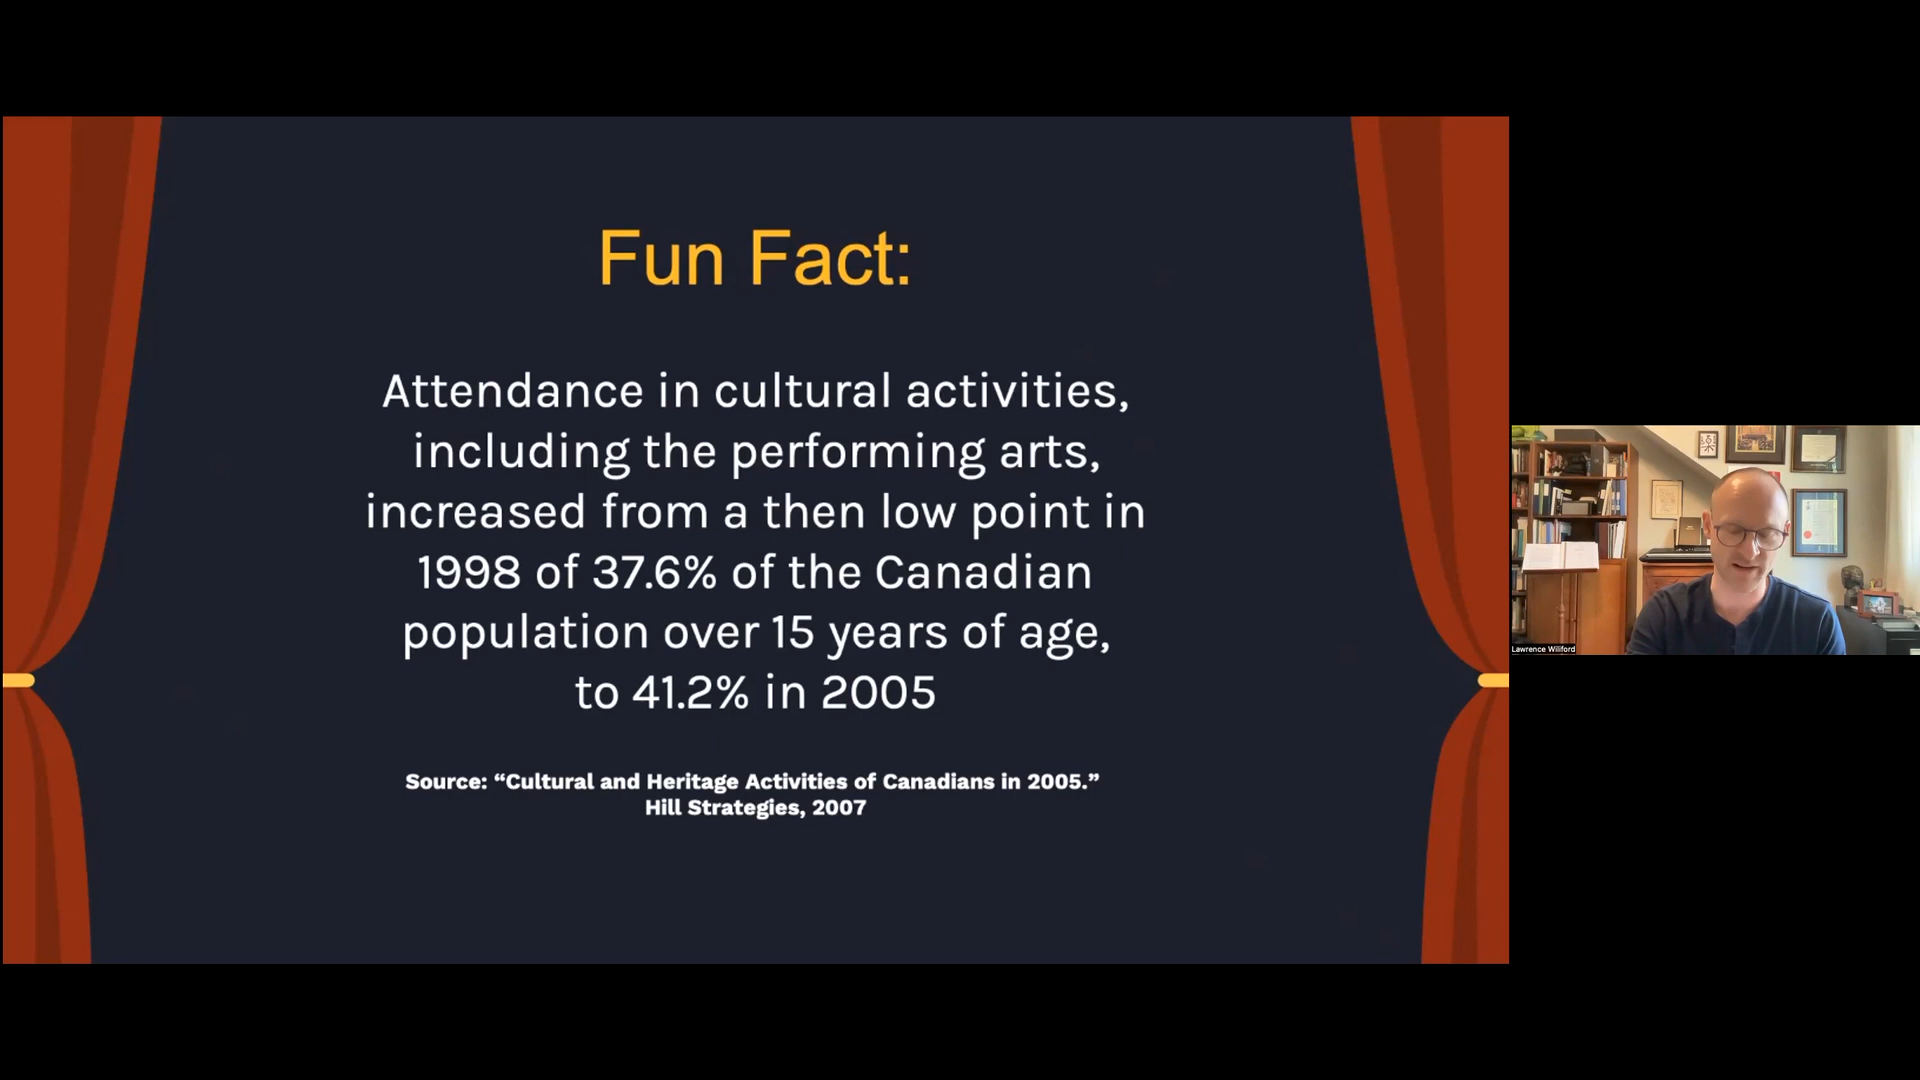 Fun Fact:
Attendance in cultural activities,
including the performing arts,
increased from a then low point in
1998 of 37.6% of the Canadian
population over 15 years of age,
to 41.2% in 2005
Source: “Cultural and Heritage Activities of Canadians in 2005.”
Hill Strategies, 2007
Lawrence Wiliford